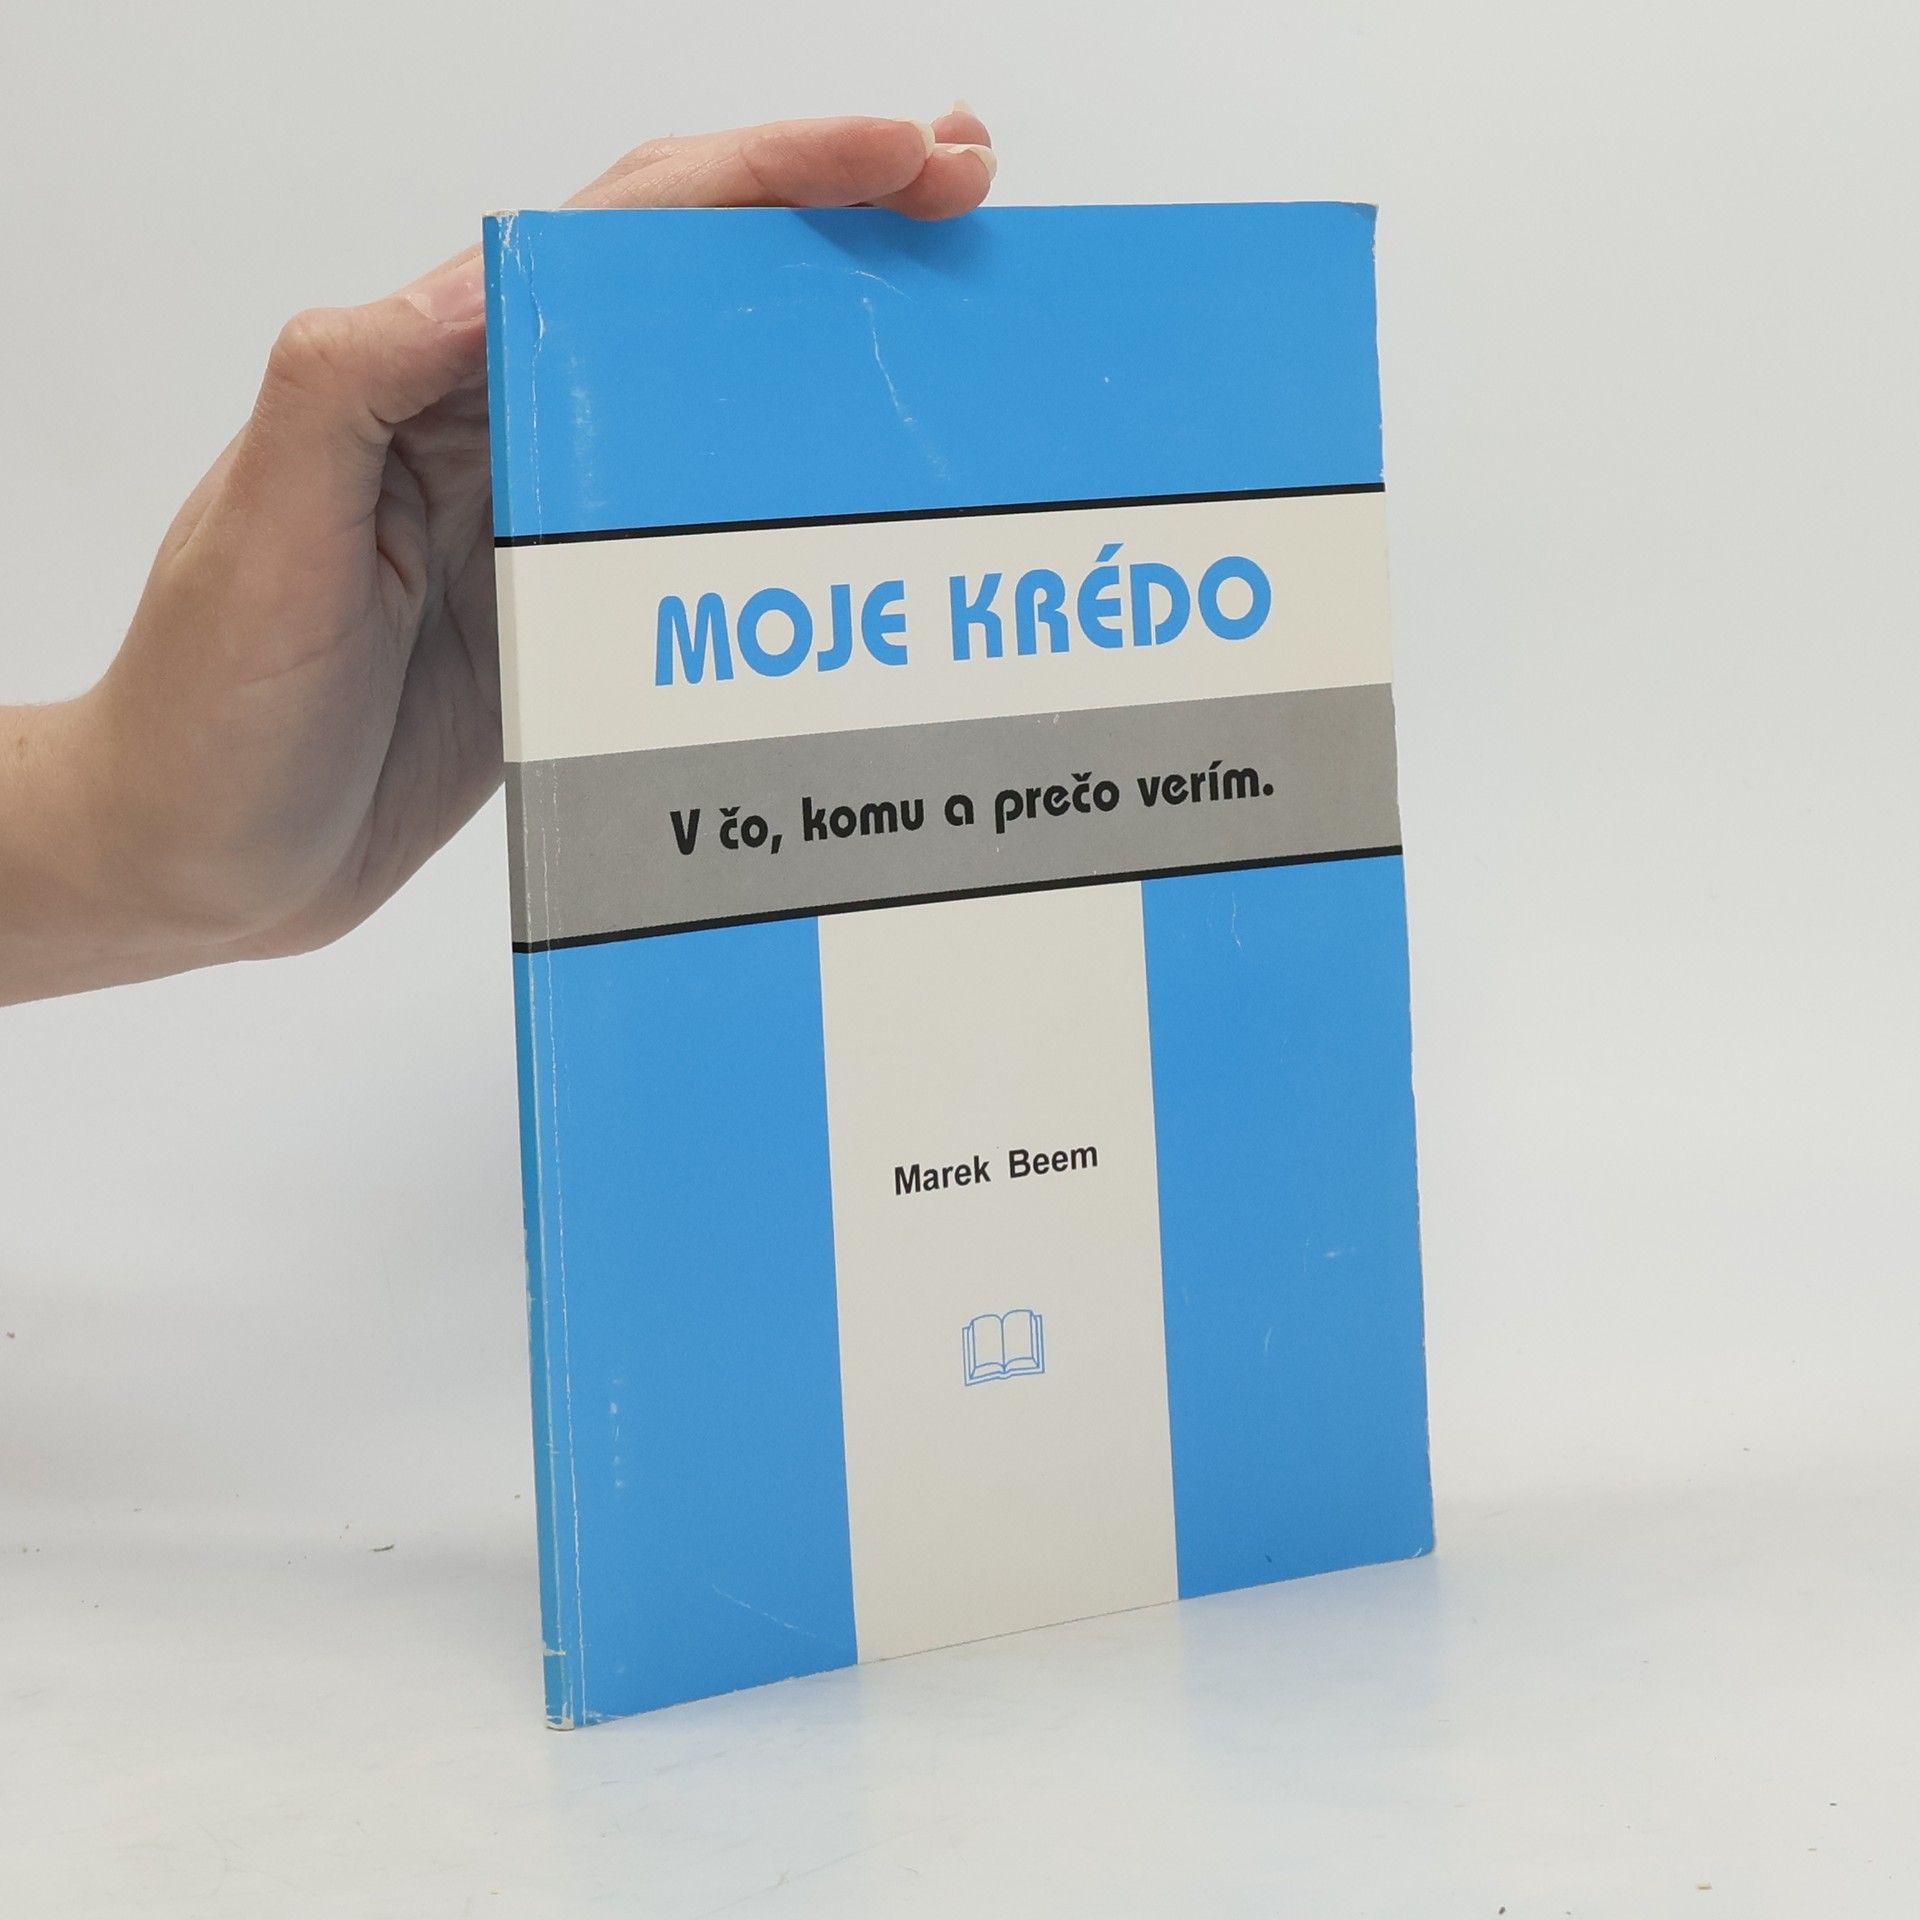 MOJE KRÉDO
V čo, komu a prečo verím.
Marek Beem